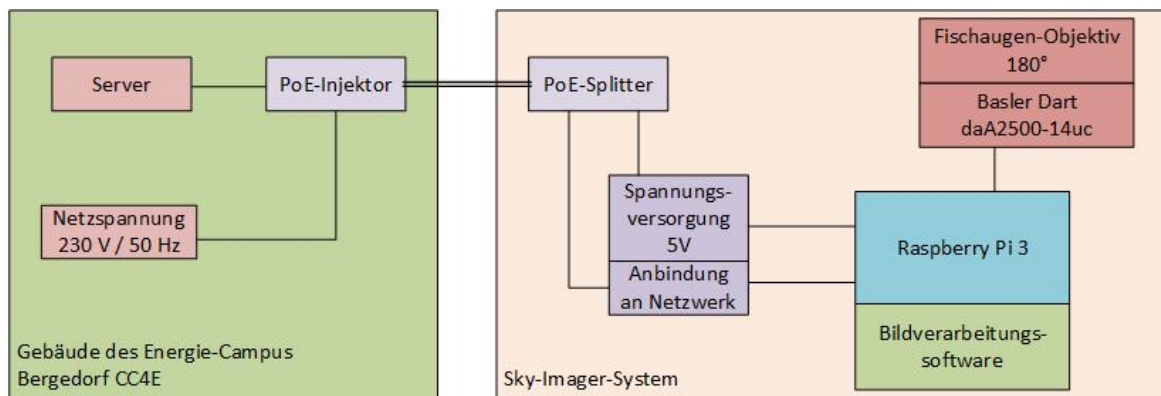 Server
PoE-Injektor
Netzspannung
230 V / 50 Hz
Gebäude des Energie-Campus
Bergedorf CC4E
PoE-Splitter
Fischaugen-Objektiv
180°
Basler Dart
daA2500-14uc
Spannungs-
versorgung
5V
Anbindung
an Netzwerk
Raspberry Pi 3
Bildverarbeitungs-
software
Sky-Imager-System